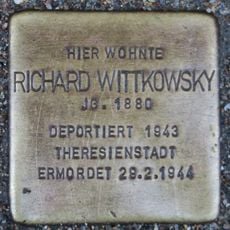 HIER WOHNTE
RICHARD WITTKOWSKY
JG. 1880
DEPORTIERT 1943
THERESIENSTADT
ERMORDET 29.2.1944